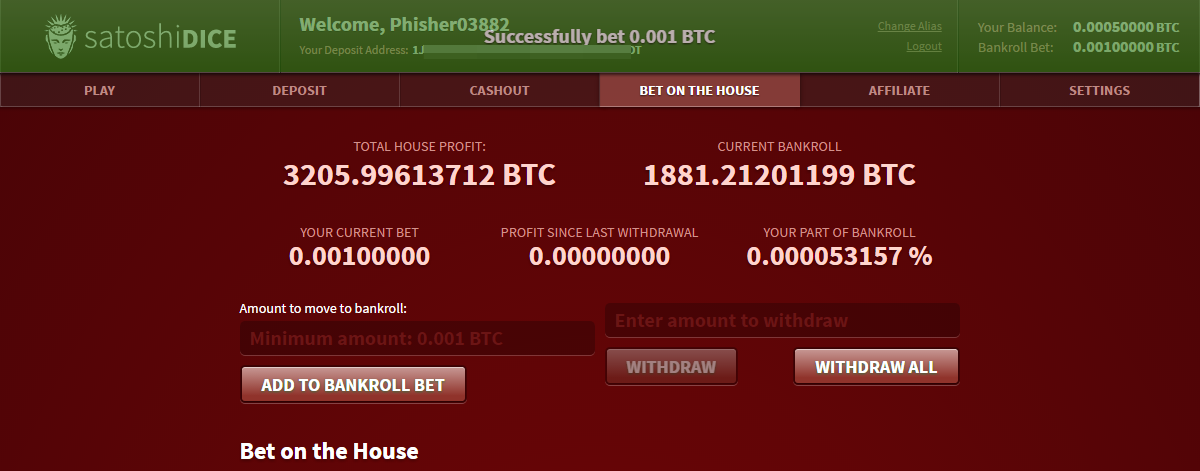 satoshiDICE
Welcome, Phisher03882
Successfully bet 0.001 BTC
Your Deposit Address:
Change Alias
Logout
Your Balance: 0.00050000 BTC
Bankroll Bet: 0.00100000 BTC
PLAY
DEPOSIT
CASHOUT
BET ON THE HOUSE
AFFILIATE
SETTINGS
TOTAL HOUSE PROFIT:
3205.99613712 BTC
CURRENT BANKROLL
1881.21201199 BTC
YOUR CURRENT BET
0.00100000
PROFIT SINCE LAST WITHDRAWAL
0.00000000
YOUR PART OF BANKROLL
0.000053157 %
Amount to move to bankroll:
Minimum amount: 0.001 BTC
ADD TO BANKROLL BET
Enter amount to withdraw
WITHDRAW
WITHDRAW ALL
Bet on the House